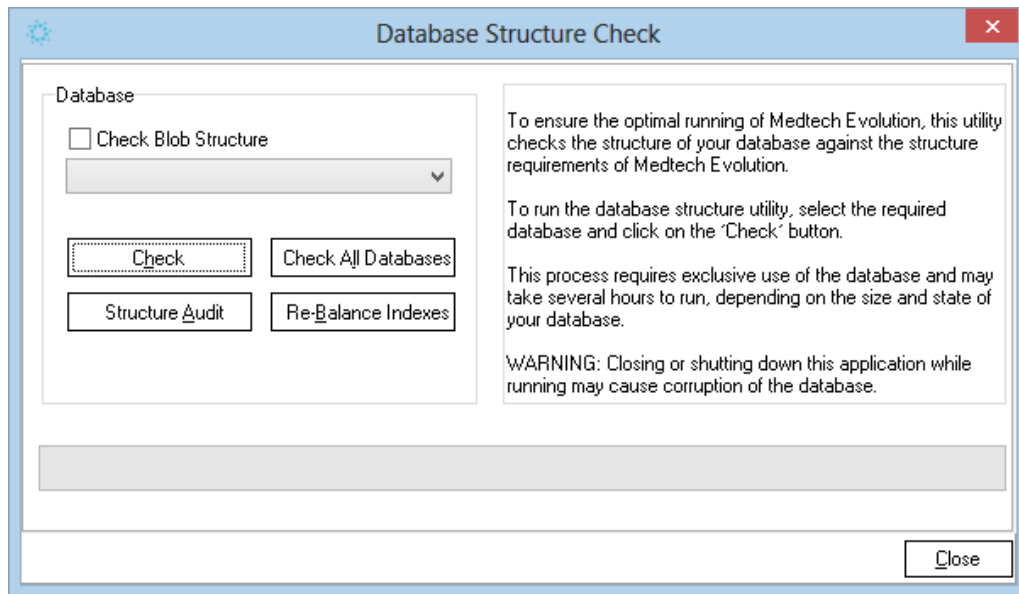 Database Structure Check
Database
Check Blob Structure
Check
Check All Databases
Structure Audit
Re-Balance Indexes
To ensure the optimal running of Medtech Evolution, this utility
checks the structure of your database against the structure
requirements of Medtech Evolution.
To run the database structure utility, select the required
database and click on the ‘Check’ button.
This process requires exclusive use of the database and may
take several hours to run, depending on the size and state of
your database.
WARNING: Closing or shutting down this application while
running may cause corruption of the database.
Close